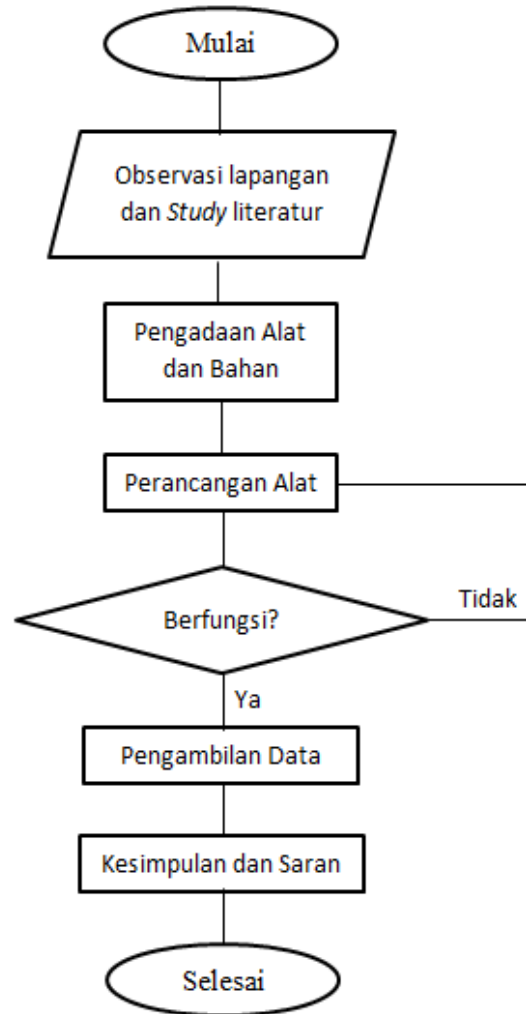 Mulai
Observasi lapangan
dan Study literatur
Pengadaan Alat
dan Bahan
Perancangan Alat
Berfungsi?
Tidak
Ya
Pengambilan Data
Kesimpulan dan Saran
Selesai